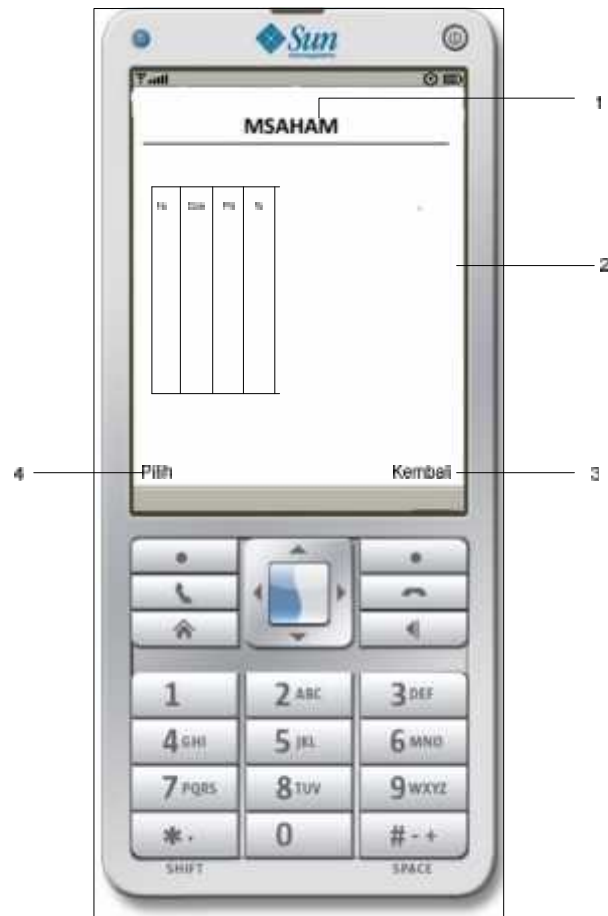 Sun
1
MSAHAM
2
4
Pilih
Kembali
3
1
2 ABC
3 DEF
4 GHI
5 JKL
6 MNO
7 PQRS
8 TUV
9 WXYZ
* .
0
# - +
SHIFT
SPACE